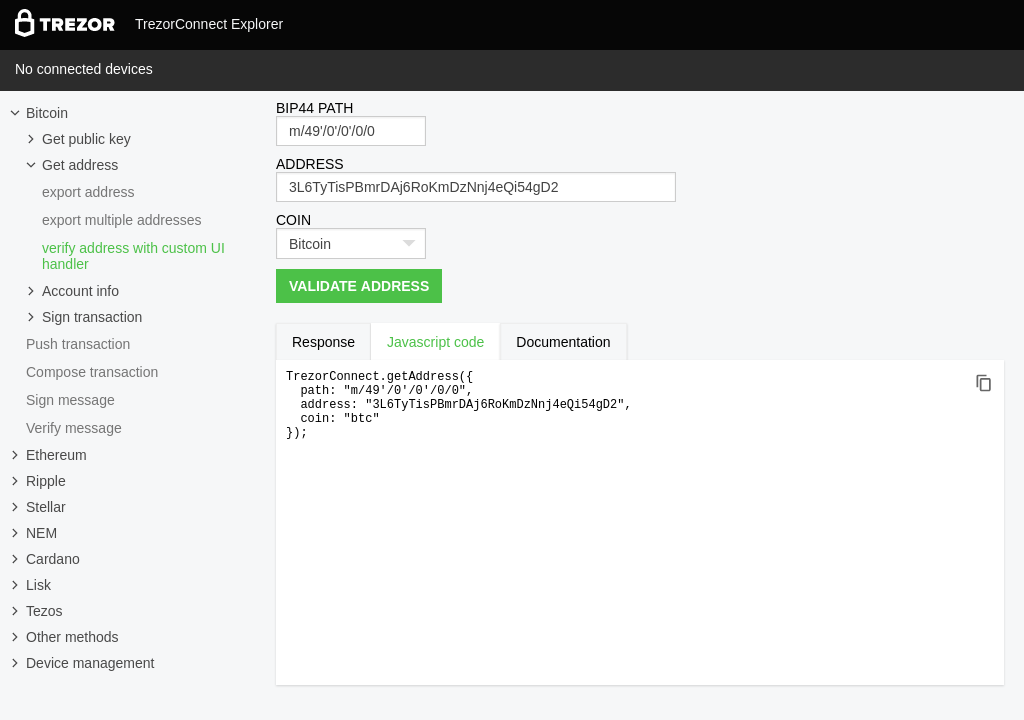 TREZOR TrezorConnect Explorer
No connected devices
Bitcoin
Get public key
Get address
export address
export multiple addresses
verify address with custom UI
handler
Account info
Sign transaction
Push transaction
Compose transaction
Sign message
Verify message
Ethereum
Ripple
Stellar
NEM
Cardano
Lisk
Tezos
Other methods
Device management
BIP44 PATH
m/49'/0'/0'/0/0
ADDRESS
3L6TyTisPBmrDAj6RoKmDzNnj4eQi54gD2
COIN
Bitcoin
VALIDATE ADDRESS
Response Javascript code Documentation
TrezorConnect.getAddress({
  path: "m/49'/0'/0'/0/0",
  address: "3L6TyTisPBmrDAj6RoKmDzNnj4eQi54gD2",
  coin: "btc"
});